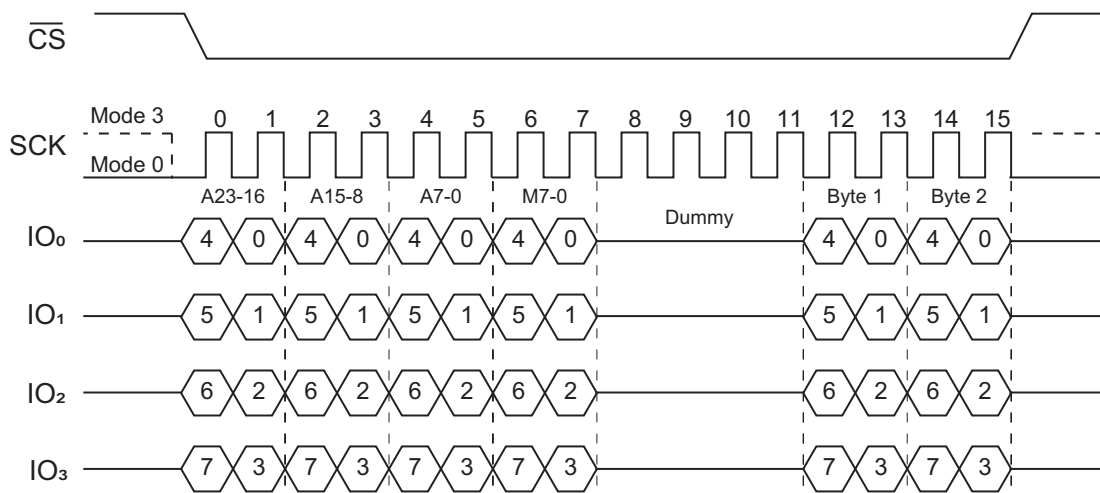 CS
Mode 3 0 1 2 3 4 5 6 7 8 9 10 11 12 13 14 15
SCK
Mode 0
A23-16 A15-8 A7-0 M7-0 Dummy Byte 1 Byte 2
IO₀ 4 0 4 0 4 0 4 0 4 0 4 0
IO₁ 5 1 5 1 5 1 5 1 5 1 5 1
IO₂ 6 2 6 2 6 2 6 2 6 2 6 2
IO₃ 7 3 7 3 7 3 7 3 7 3 7 3